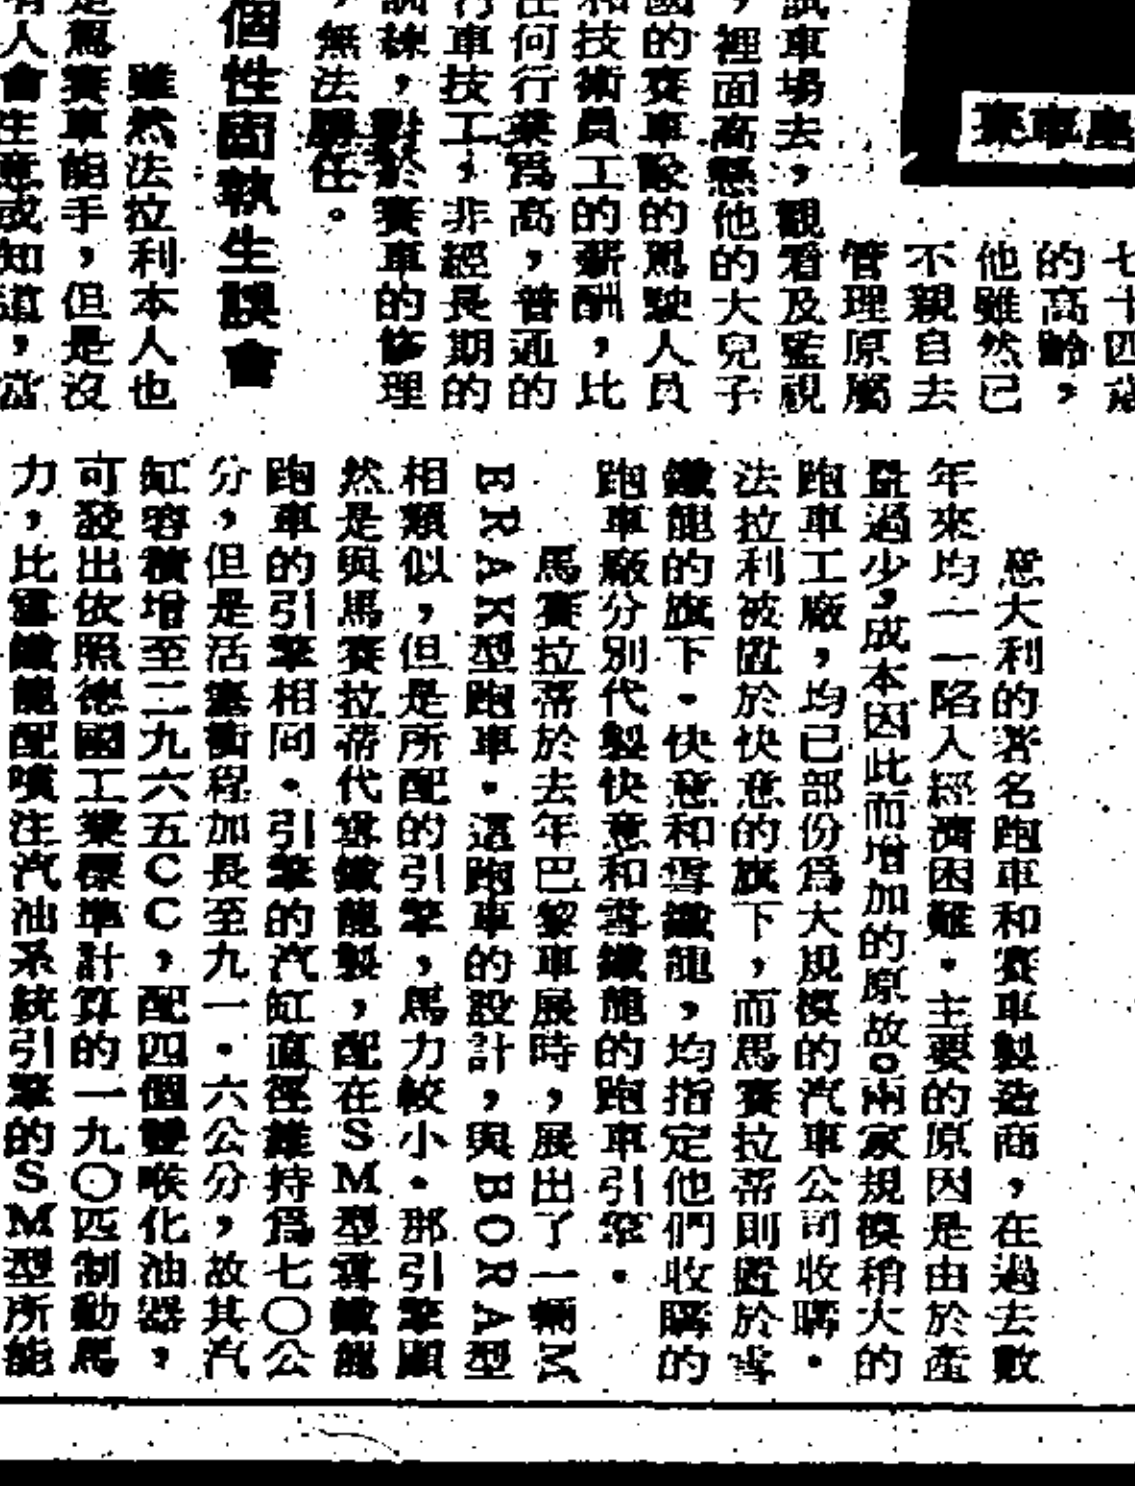 賽車皇
七十四歲
的高齡，
他雖然已
不親自去
管理原屬
試車場去，觀看及監視
，裡面高懸他的大兒子
國的賽車隊的駕駛人員
和技術員工的薪酬，比
任何行業爲高，普通的
行車技工，非經長期的
訓練，對於賽車的修理
，無法勝任。
個性固執生誤會
雖然法拉利本人也
是駕賽車能手，但是沒
有人會注意或知道，當
意大利的著名跑車和賽車製造商，在過去數
年來均一一陷入經濟困難。主要的原因是由於產
量過少，成本因此而增加的原故。兩家規模稍大的
跑車工廠，均已部份爲大規模的汽車公司收購。
法拉利被置於快意的旗下，而馬賽拉蒂則置於雪
鐵龍的旗下。快意和雪鐵龍，均指定他們收購的
跑車廠分別代製快意和雪鐵龍的跑車引擎。
馬賽拉蒂於去年巴黎車展時，展出了一輛M
ERAK型跑車。這跑車的設計，與BORA型
相類似，但是所配的引擎，馬力較小。那引擎顯
然是與馬賽拉蒂代雪鐵龍製，配在SM型雪鐵龍
跑車的引擎相同。引擎的汽缸直徑維持爲七〇公
分，但是活塞衝程加長至九一．六公分，故其汽
缸容積增至二九六五CC，配四個雙喉化油器，
可發出依照德國工業標準計算的一九〇匹制動馬
力，比雪鐵龍配噴注汽油系統引擎的SM型所能